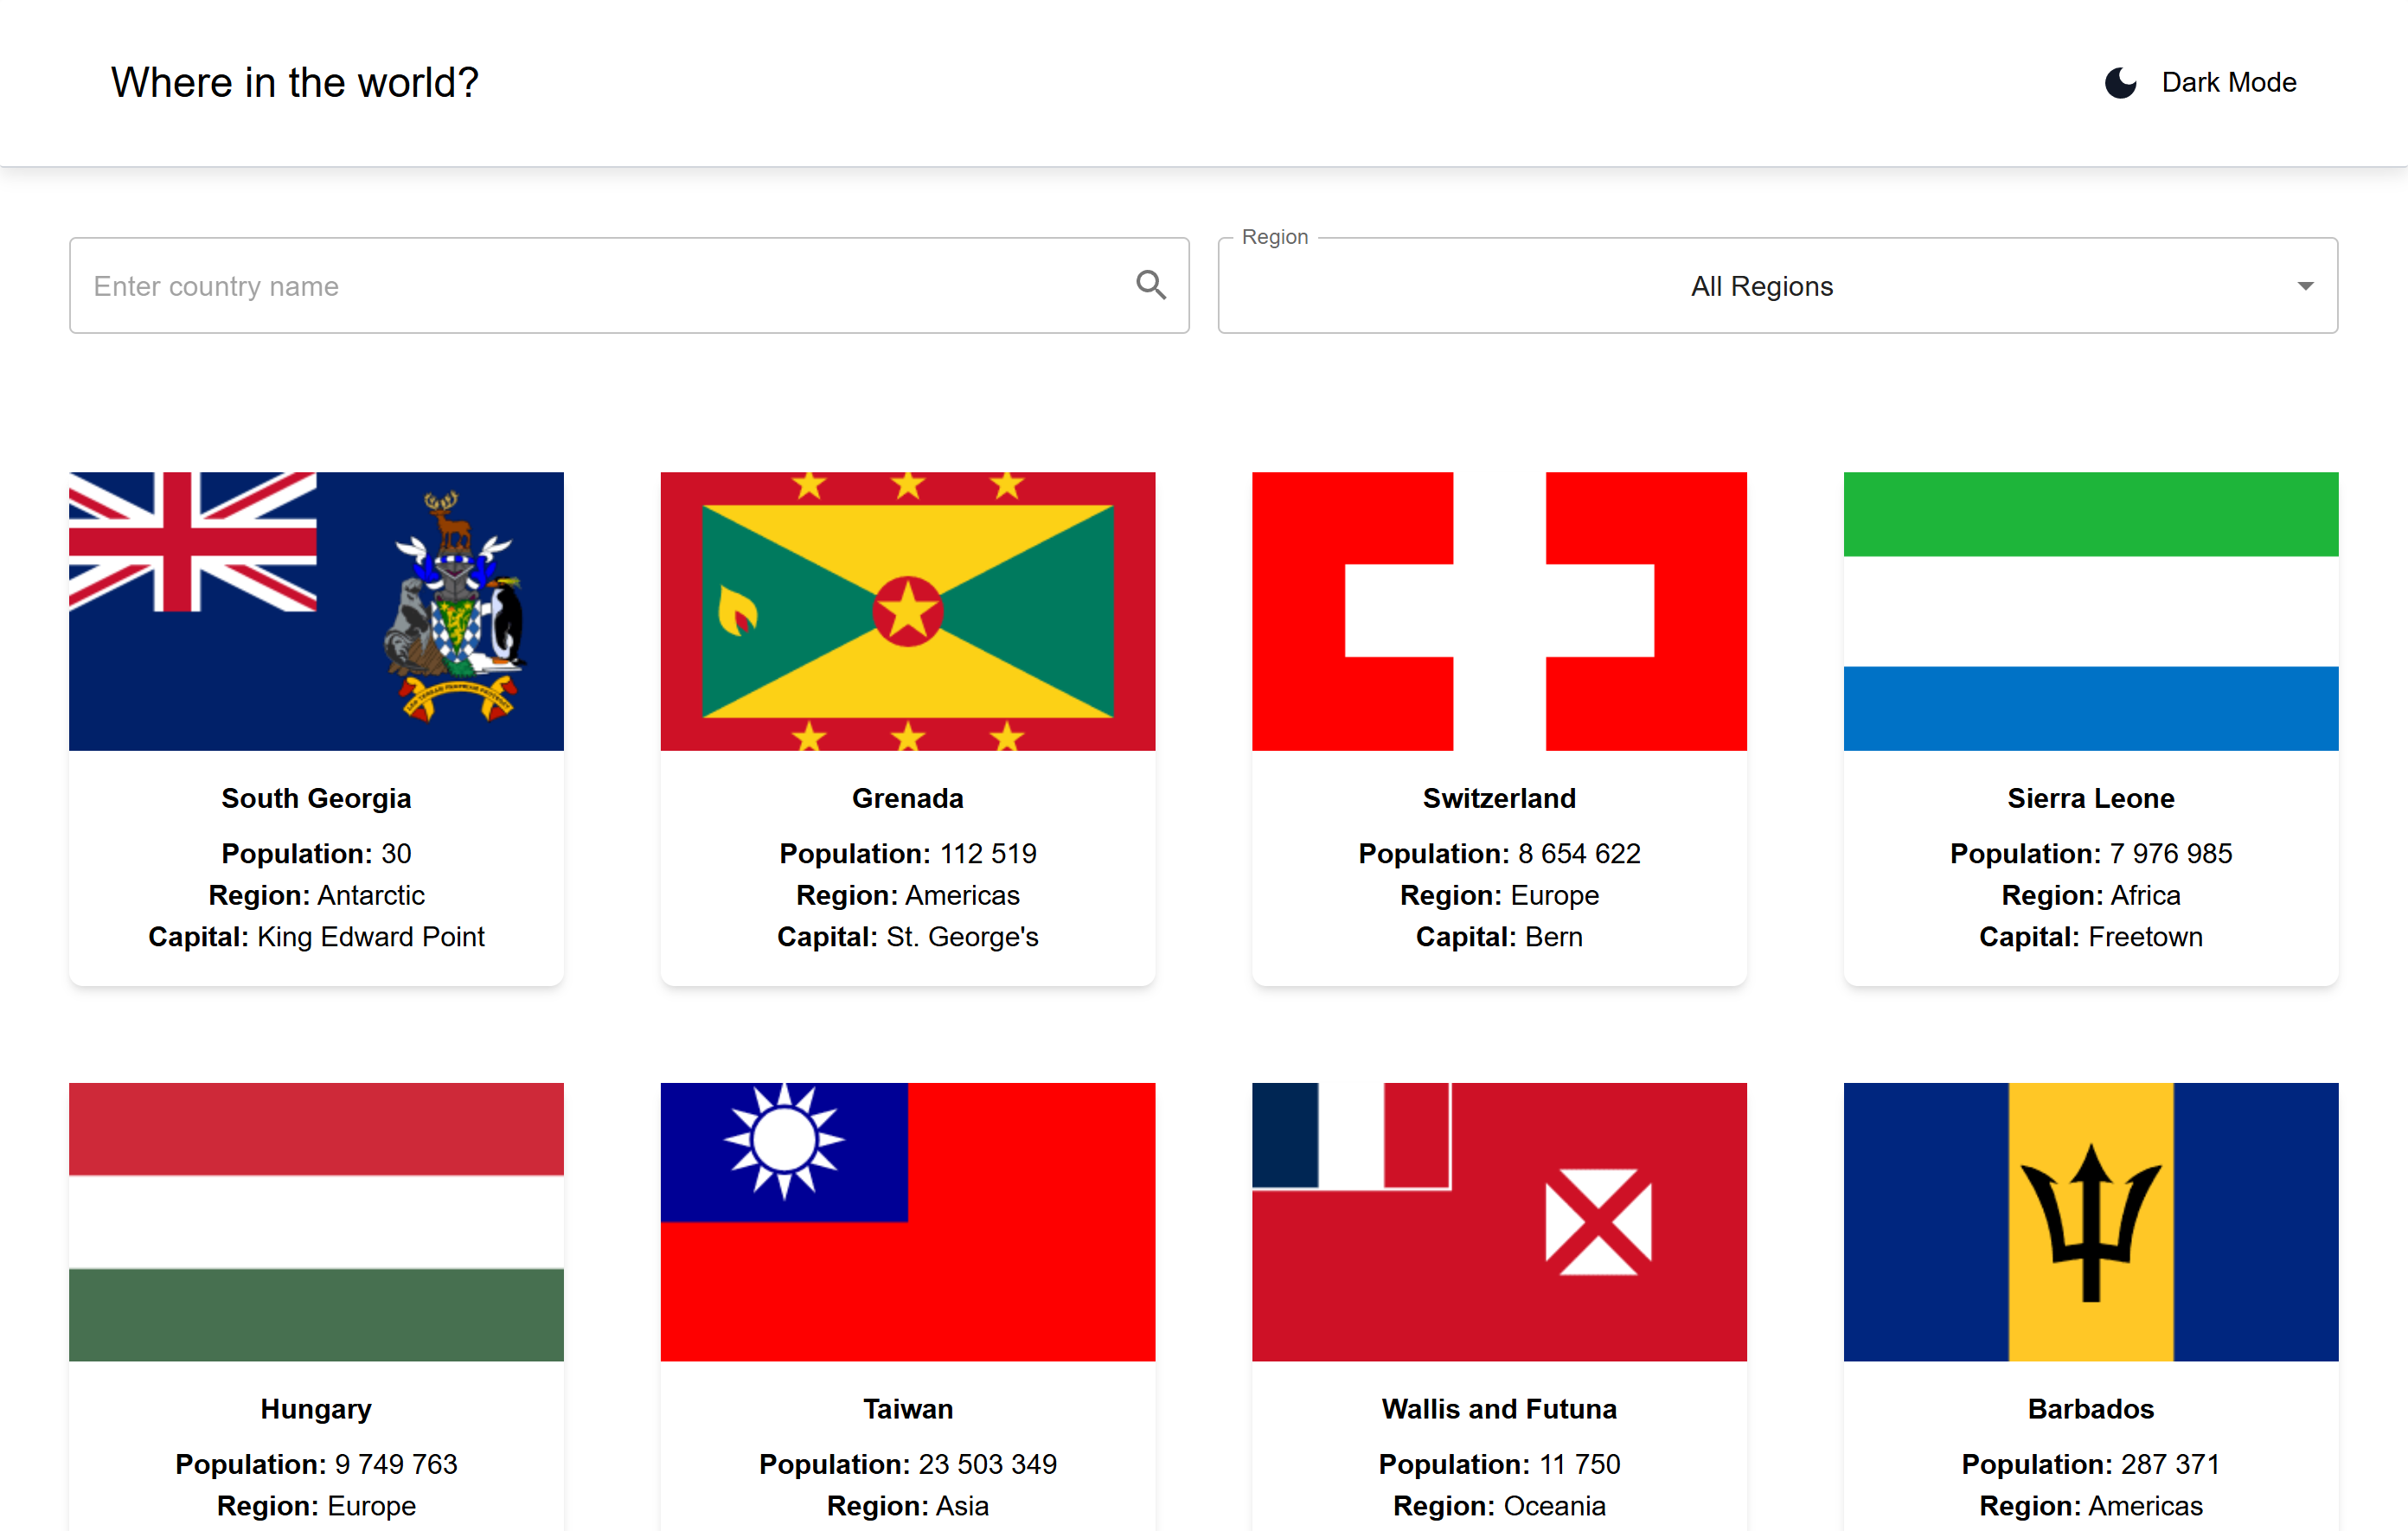 Where in the world?
Dark Mode
Enter country name
Region
All Regions
South Georgia
Population: 30
Region: Antarctic
Capital: King Edward Point
Grenada
Population: 112 519
Region: Americas
Capital: St. George's
Switzerland
Population: 8 654 622
Region: Europe
Capital: Bern
Sierra Leone
Population: 7 976 985
Region: Africa
Capital: Freetown
Hungary
Population: 9 749 763
Region: Europe
Taiwan
Population: 23 503 349
Region: Asia
Wallis and Futuna
Population: 11 750
Region: Oceania
Barbados
Population: 287 371
Region: Americas